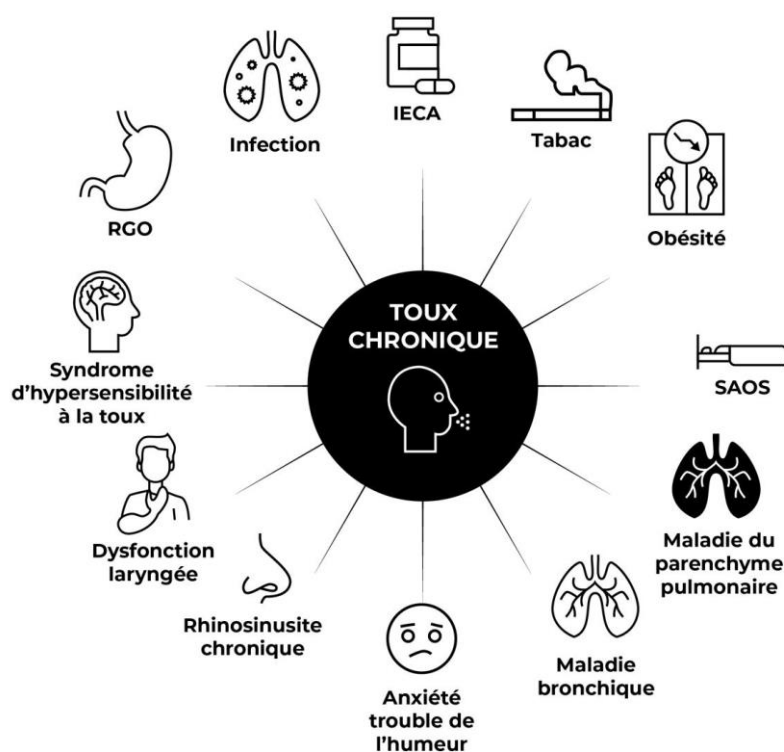 TOUX
CHRONIQUE
IECA
Tabac
Obésité
SAOS
Maladie du
parenchyme
pulmonaire
Maladie
bronchique
Anxiété
trouble de
l'humeur
Rhinosinusite
chronique
Dysfonction
laryngée
Syndrome
d'hypersensibilité
à la toux
RGO
Infection